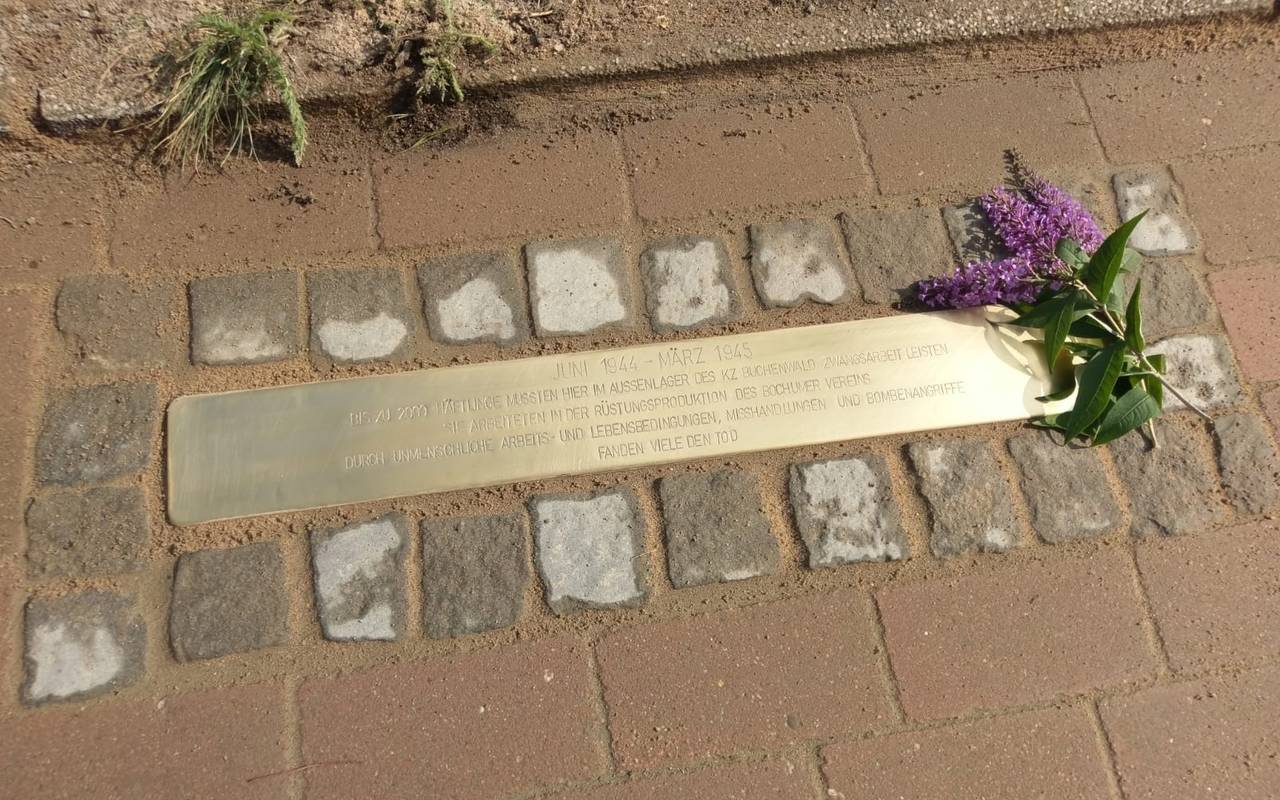 JUNI 1944 - MÄRZ 1945
BIS ZU 2000 HÄFTLINGE MUSSTEN HIER IM AUSSENLAGER DES KZ BUCHENWALD ZWANGSARBEIT LEISTEN
SIE ARBEITETEN IN DER RÜSTUNGSPRODUKTION DES BOCHUMER VEREINS
DURCH UNMENSCHLICHE ARBEITS- UND LEBENSBEDINGUNGEN, MISSHANDLUNGEN UND BOMBENANGRIFFE
FANDEN VIELE DEN TOD